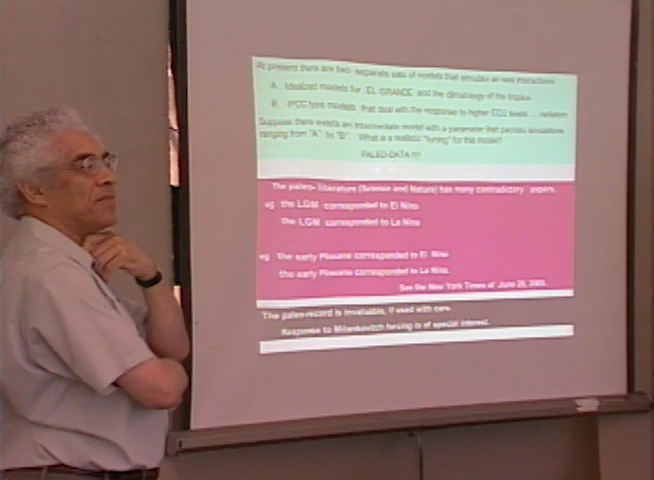 At present there are two separate sets of models that simulate air-sea interactions
A. Idealized models for EL GRANDE and the climatology of the tropics.
B. IPCC type models that deal with the response to higher CO2 levels ... radiation
Suppose there exists an intermediate model with a parameter that permits simulations
ranging from "A" to "B". What is a realistic "tuning" for this model?
PALEO-DATA !!!
The paleo- literature (Science and Nature) has many contradictory papers.
eg the LGM corresponded to El Nino
the LGM corresponded to La Nina
eg the early Pliocene corresponded to El Nino
the early Pliocene corresponded to La Nina.
See the New York Times of June 28, 2005.
The paleo-record is invaluable, if used with care.
Response to Milankovitch forcing is of special interest.